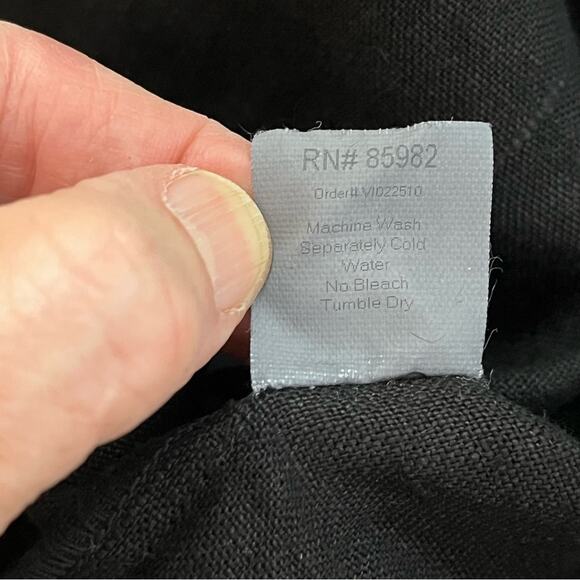 RN# 85982
Order# VI022510
Machine Wash
Separately Cold
Water
No Bleach
Tumble Dry